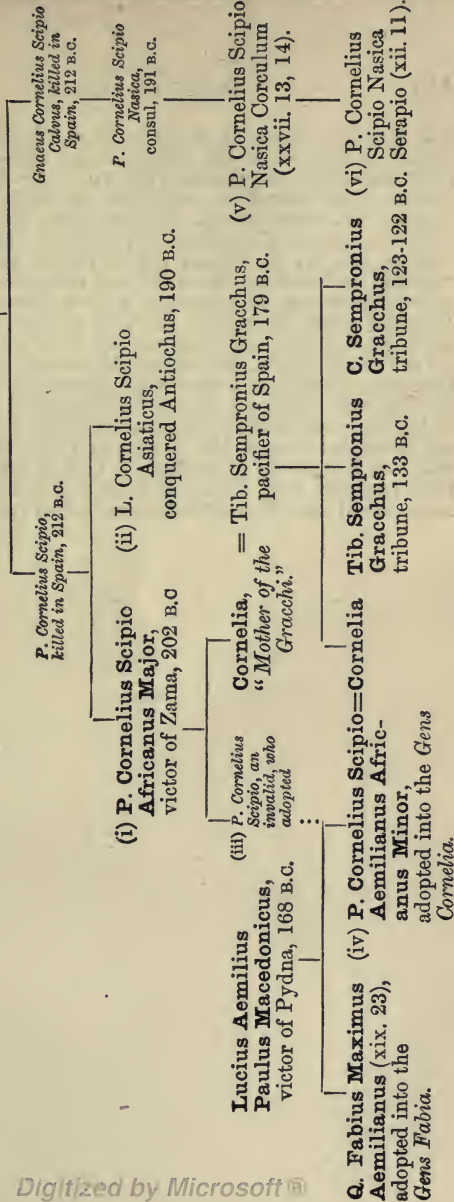 P. Cornelius Scipio,
killed in Spain, 212 B.C.
Gnaeus Cornelius Scipio
Calvus, killed in
Spain, 212 B.C.
(i) P. Cornelius Scipio
Africanus Major,
victor of Zama, 202 B.C
(ii) L. Cornelius Scipio
Asiaticus,
conquered Antiochus, 190 B.C.
P. Cornelius Scipio
Nasica,
consul, 191 B.C.
Lucius Aemilius
Paulus Macedonicus,
victor of Pydna, 168 B.C.
(iii) P. Cornelius
Scipio, an
invalid, who
adopted
Cornelia,
"Mother of the
Gracchi."
= Tib. Sempronius Gracchus,
pacifier of Spain, 179 B.C.
(v) P. Cornelius Scipio
Nasica Corculum
(xxvii. 13, 14).
Q. Fabius Maximus
Aemilianus (xix. 23),
adopted into the
Gens Fabia.
(iv) P. Cornelius Scipio=Cornelia
Aemilianus Afric-
anus Minor,
adopted into the Gens
Cornelia.
Tib. Sempronius
Gracchus,
tribune, 133 B.C.
C. Sempronius
Gracchus,
tribune, 123-122 B.C.
(vi) P. Cornelius
Scipio Nasica
Serapio (xii. 11).
Digitized by Microsoft ®